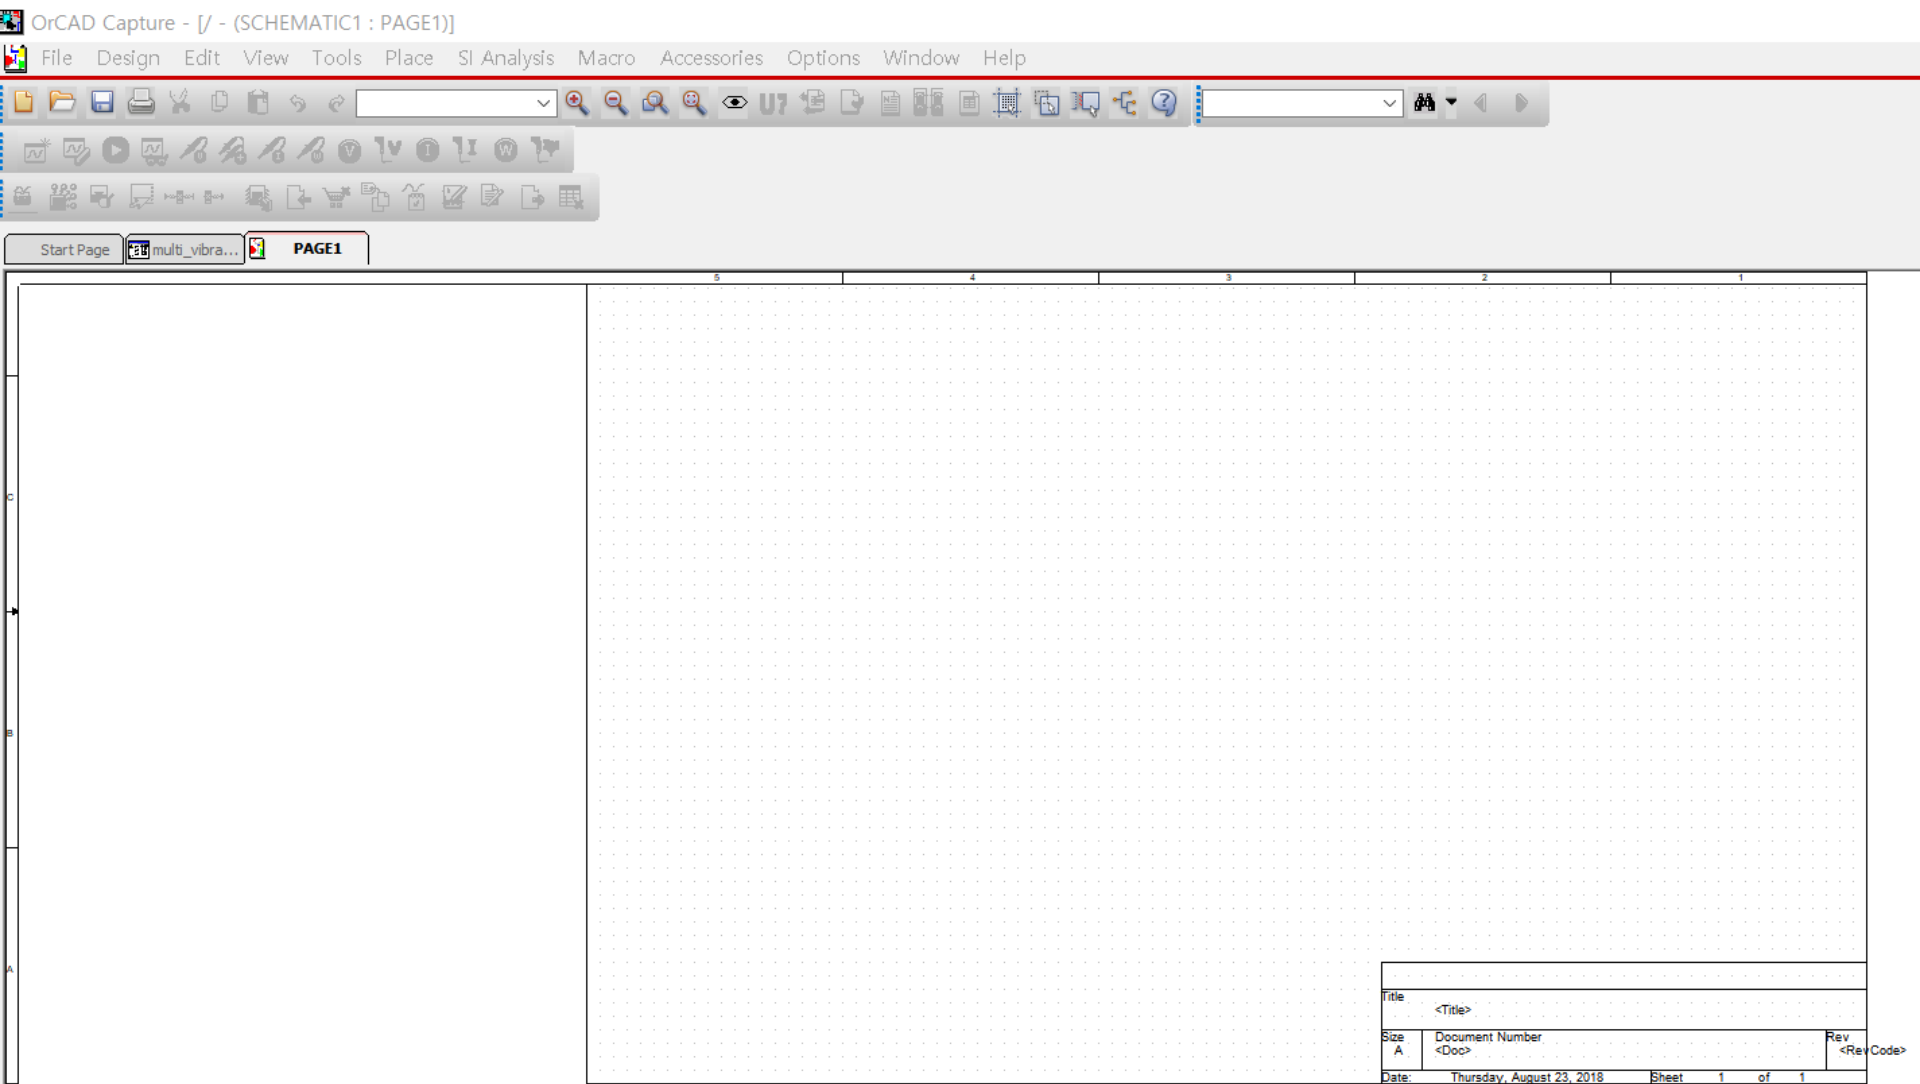 OrCAD Capture - [/ - (SCHEMATIC1 : PAGE1)]
File Design Edit View Tools Place SI Analysis Macro Accessories Options Window Help
U?
V V I I W
Start Page multi_vibra... PAGE1
5 4 3 2 1
C
B
A
Title
<Title>
Size Document Number Rev
A <Doc> <RevCode>
Date: Thursday, August 23, 2018 Sheet 1 of 1